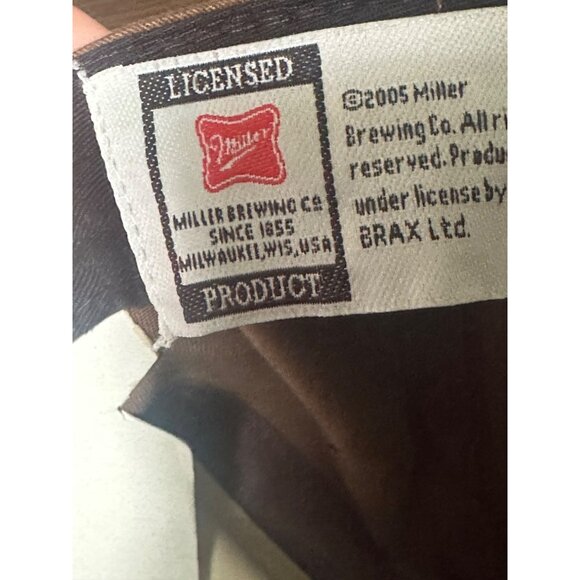 LICENSED
Miller
MILLER BREWING CO
SINCE 1855
MILWAUKEE, WIS, USA
PRODUCT
©2005 Miller
Brewing Co. All ri
reserved. Produ
under license by
BRAX Ltd.